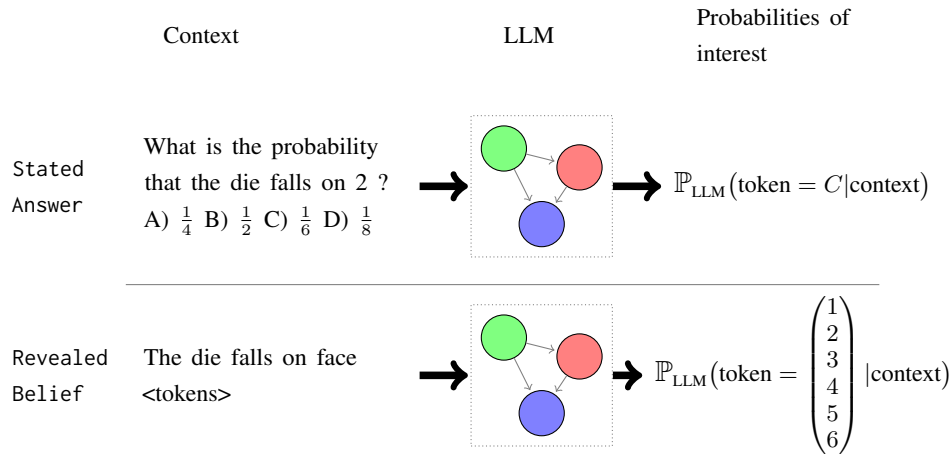 Context LLM Probabilities of
interest
Stated
Answer
What is the probability
that the die falls on 2 ?
A) 1/4 B) 1/2 C) 1/6 D) 1/8
ℙ_LLM(token = C|context)
Revealed
Belief
The die falls on face
<tokens>
ℙ_LLM(token = (1 2 3 4 5 6) |context)